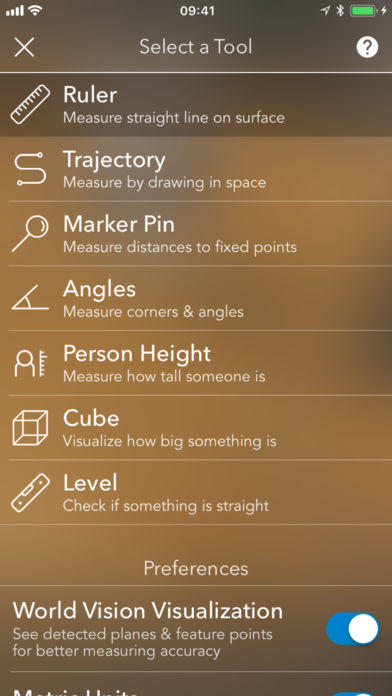 09:41
Select a Tool
?
Ruler
Measure straight line on surface
Trajectory
Measure by drawing in space
Marker Pin
Measure distances to fixed points
Angles
Measure corners & angles
Person Height
Measure how tall someone is
Cube
Visualize how big something is
Level
Check if something is straight
Preferences
World Vision Visualization
See detected planes & feature points
for better measuring accuracy
Metric Units